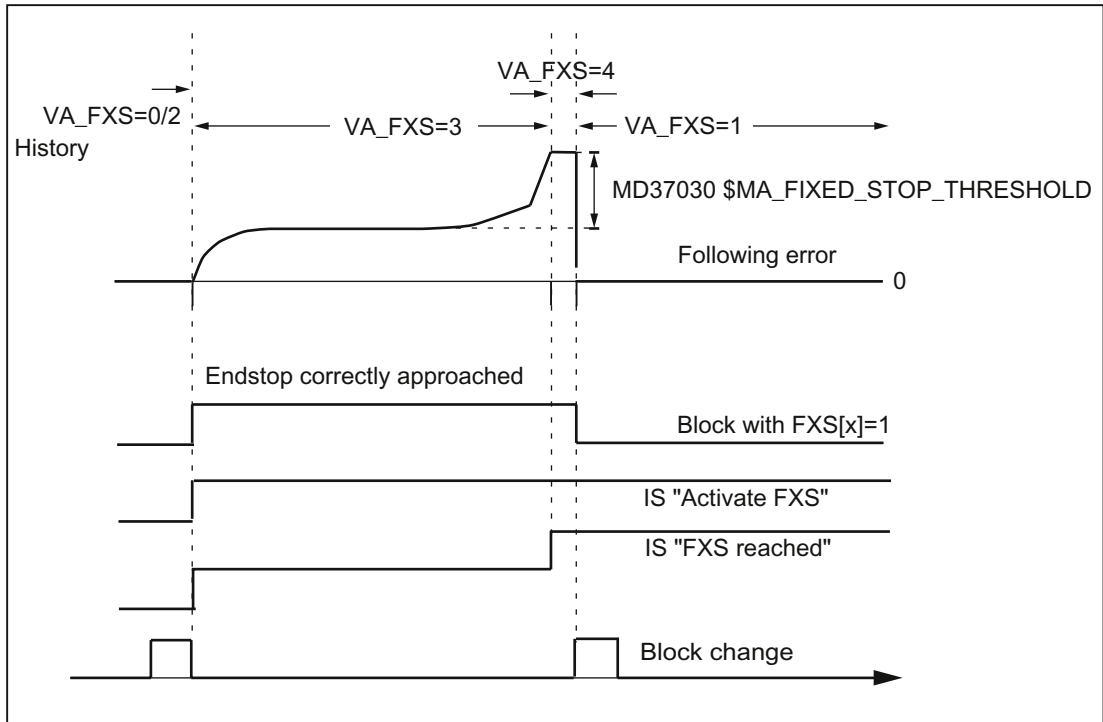 VA_FXS=4
VA_FXS=0/2
VA_FXS=3
VA_FXS=1
History
MD37030 $MA_FIXED_STOP_THRESHOLD
Following error
0
Endstop correctly approached
Block with FXS[x]=1
IS "Activate FXS"
IS "FXS reached"
Block change